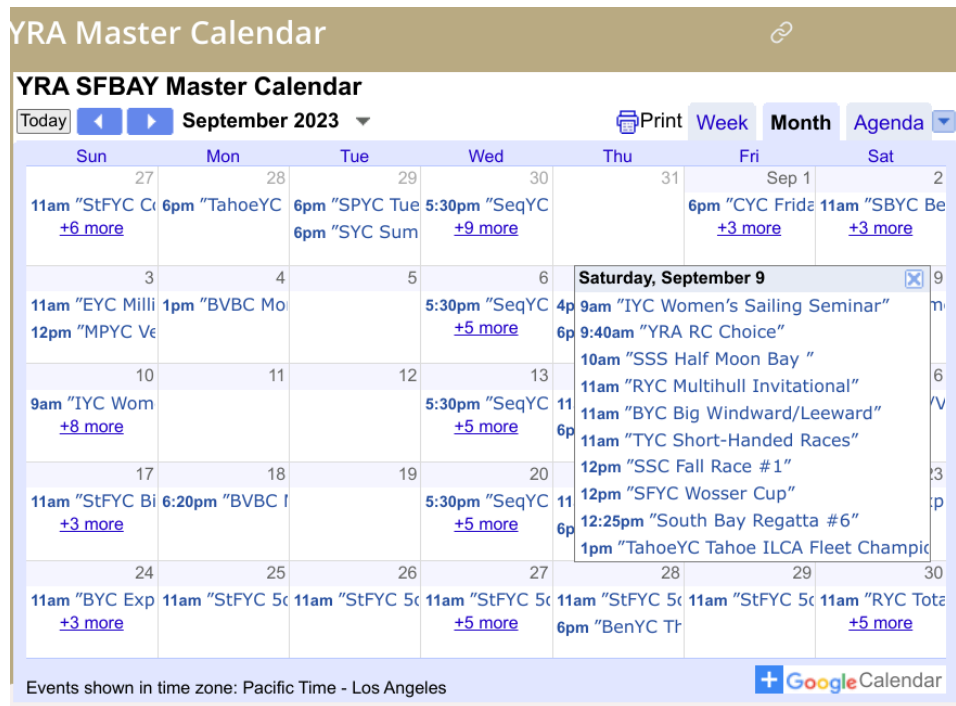 YRA Master Calendar
YRA SFBAY Master Calendar
Today September 2023 Print Week Month Agenda
Sun Mon Tue Wed Thu Fri Sat
27 28 29 30 31 Sep 1 2
11am "StFYC C 6pm "TahoeYC 6pm "SPYC Tue 5:30pm "SeqYC 6pm "CYC Frida 11am "SBYC Be
+6 more 6pm "SYC Sum +9 more +3 more +3 more
3 4 5 6 Saturday, September 9 9
11am "EYC Milli 1pm "BVBC Mo 5:30pm "SeqYC 4p 9am "IYC Women's Sailing Seminar"
12pm "MPYC Ve +5 more 6p 9:40am "YRA RC Choice"
10am "SSS Half Moon Bay "
10 11 12 13 11am "RYC Multihull Invitational" 6
9am "IYC Wom 5:30pm "SeqYC 11 11am "BYC Big Windward/Leeward"
+8 more +5 more 6p 11am "TYC Short-Handed Races"
17 18 19 20 12pm "SSC Fall Race #1" 23
11am "StFYC Bi 6:20pm "BVBC 5:30pm "SeqYC 11 12pm "SFYC Wosser Cup"
+3 more +5 more 6p 12:25pm "South Bay Regatta #6"
1pm "TahoeYC Tahoe ILCA Fleet Champi
24 25 26 27 28 29 30
11am "BYC Exp 11am "StFYC 5 11am "StFYC 5 11am "StFYC 5 11am "StFYC 5 11am "StFYC 5 11am "RYC Tota
+3 more +5 more 6pm "BenYC Th +5 more
Events shown in time zone: Pacific Time - Los Angeles
+ Google Calendar